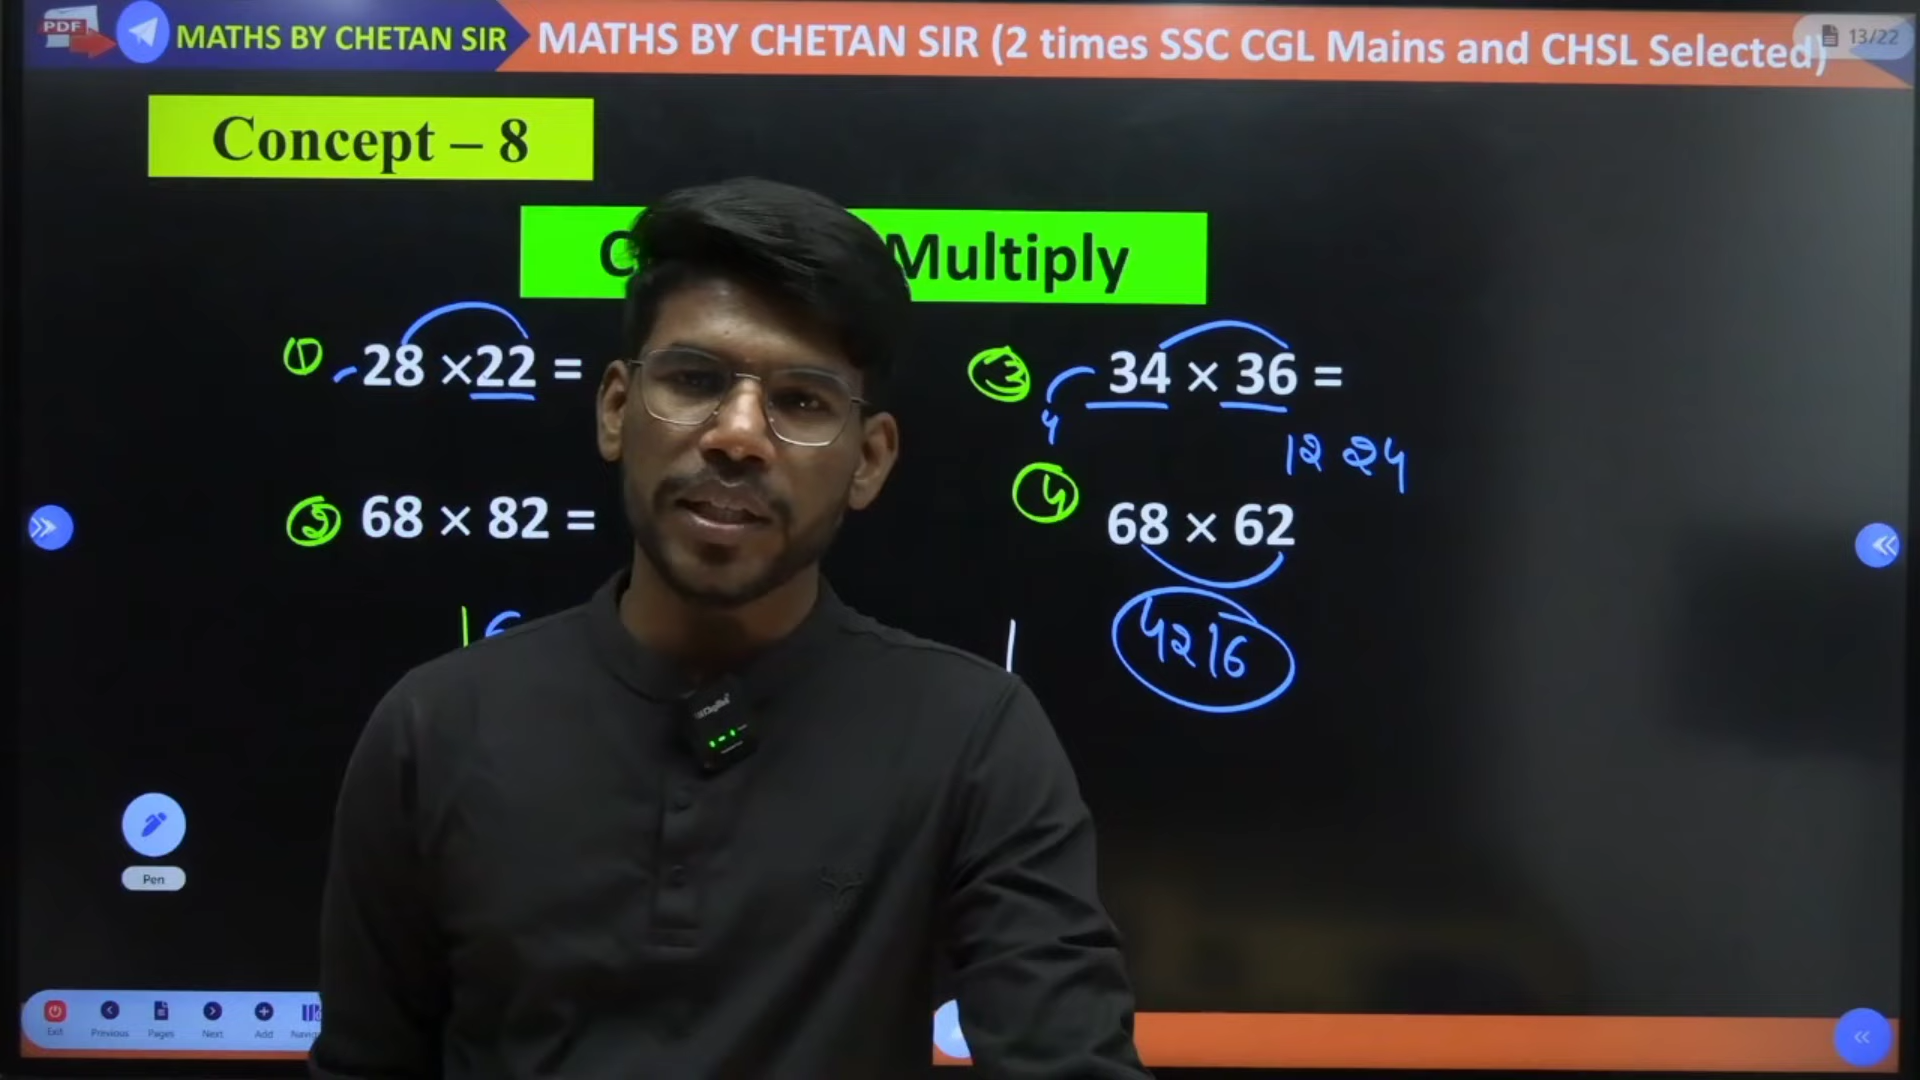 PDF
MATHS BY CHETAN SIR
MATHS BY CHETAN SIR (2 times SSC CGL Mains and CHSL Selected)
13/22
Concept – 8
Multiply
① 28 ×22 =
③ 34 × 36 =
4
12 24
② 68 × 82 =
④ 68 × 62
4216
Pen
Exit
Previous
Pages
Next
Add